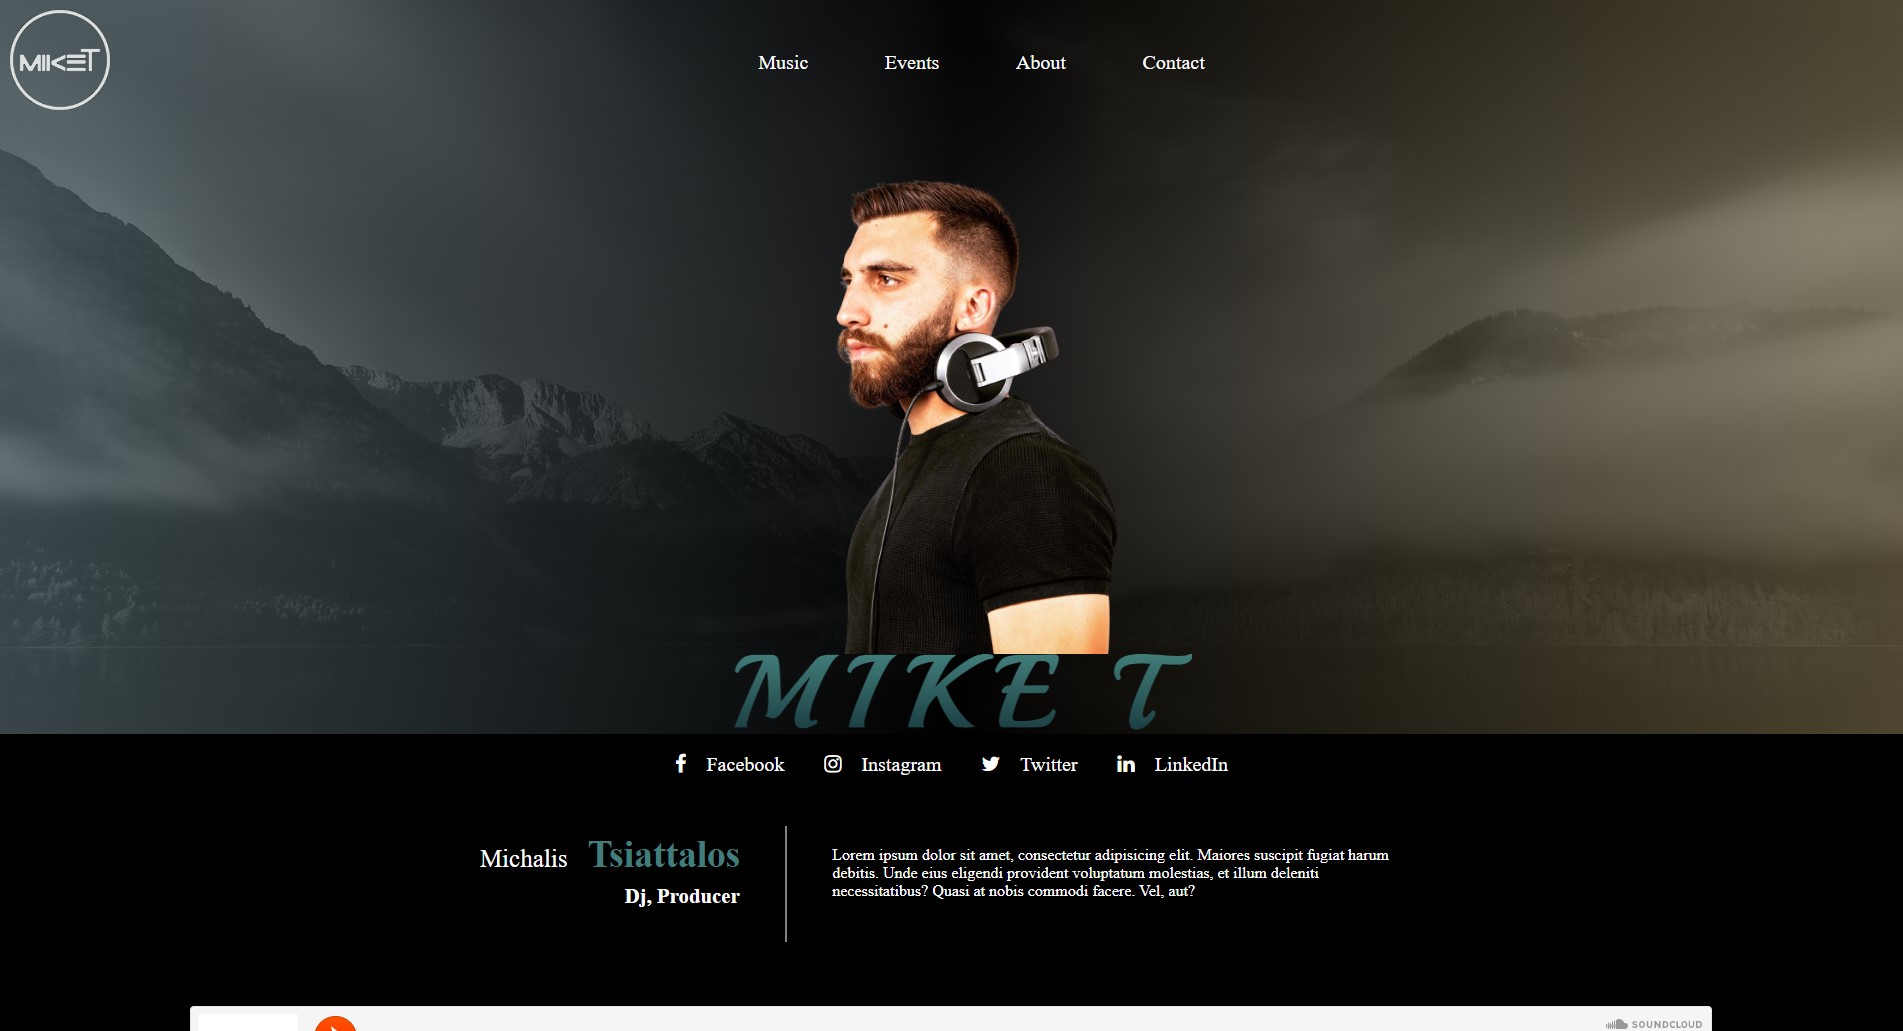 MIKET
Music Events About Contact
MIKE T
Facebook Instagram Twitter LinkedIn
Michalis Tsiattalos
Dj, Producer
Lorem ipsum dolor sit amet, consectetur adipisicing elit. Maiores suscipit fugiat harum
debitis. Unde eius eligendi provident voluptatum molestias, et illum deleniti
necessitatibus? Quasi at nobis commodi facere. Vel, aut?
SOUNDCLOUD